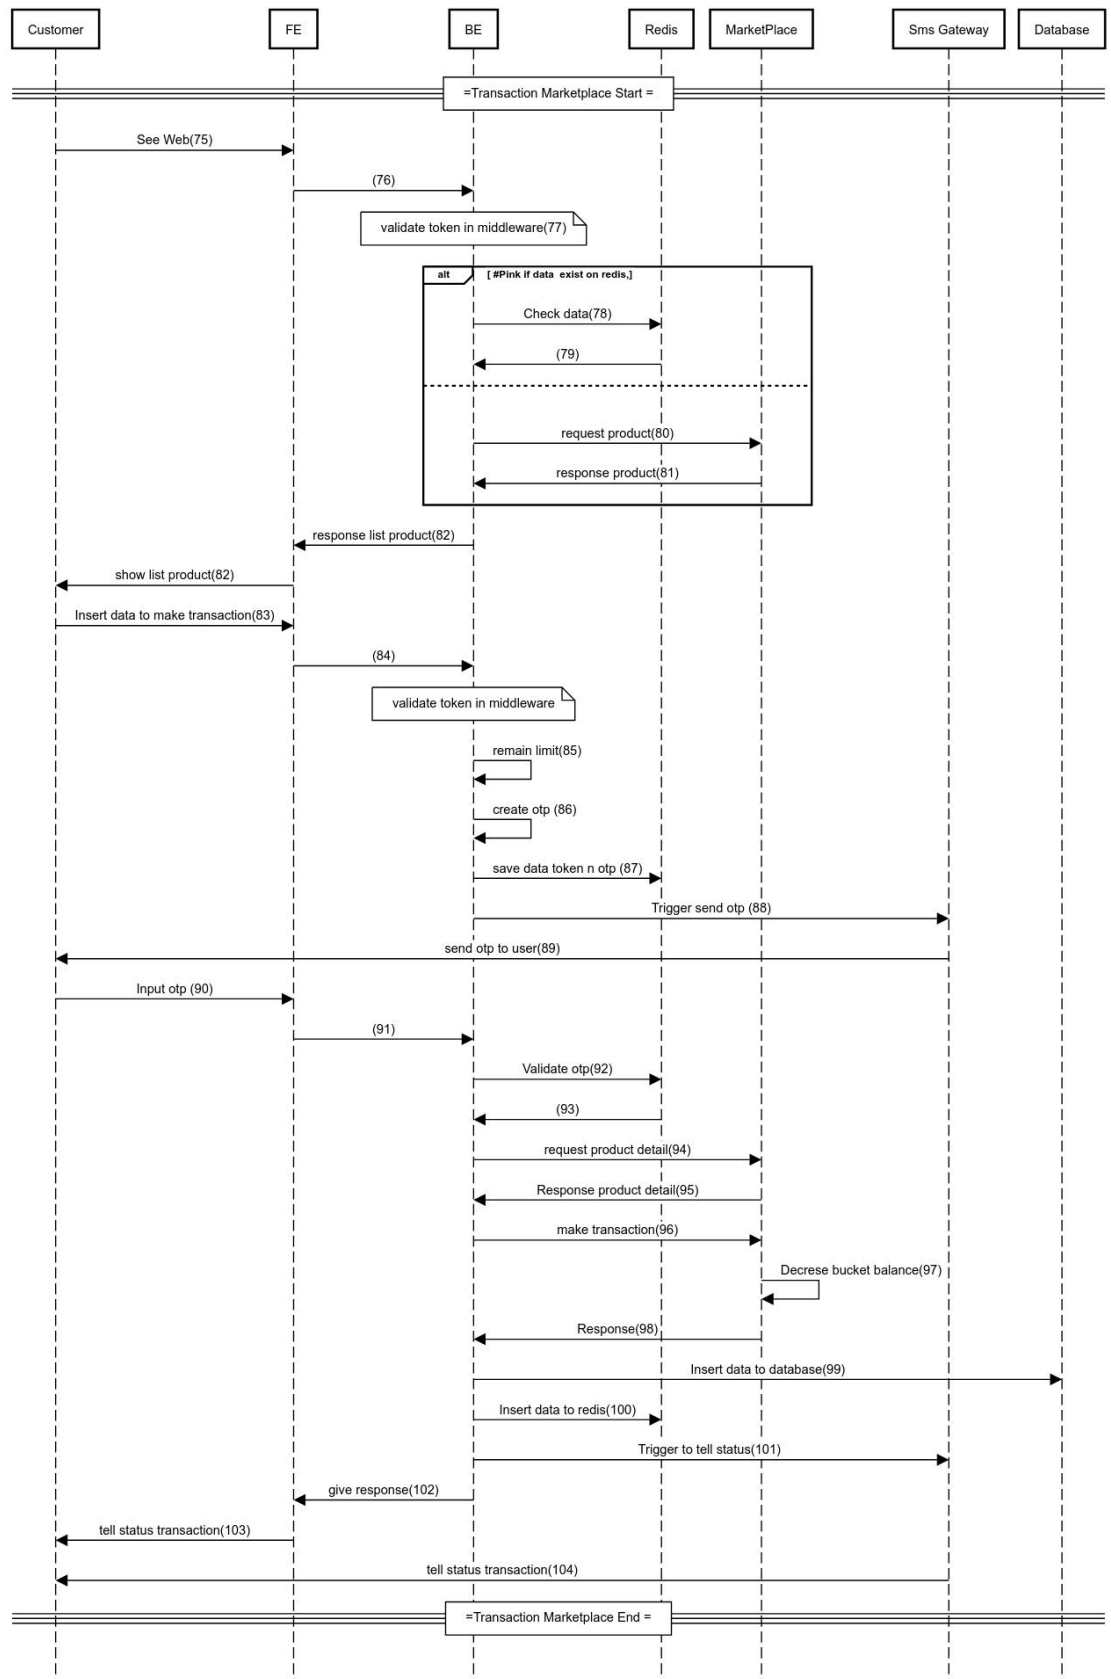 Customer
FE
BE
Redis
MarketPlace
Sms Gateway
Database
=Transaction Marketplace Start =
See Web(75)
(76)
validate token in middleware(77)
alt
[ #Pink if data  exist on redis,]
Check data(78)
(79)
request product(80)
response product(81)
response list product(82)
show list product(82)
Insert data to make transaction(83)
(84)
validate token in middleware
remain limit(85)
create otp (86)
save data token n otp (87)
Trigger send otp (88)
send otp to user(89)
Input otp (90)
(91)
Validate otp(92)
(93)
request product detail(94)
Response product detail(95)
make transaction(96)
Decrese bucket balance(97)
Response(98)
Insert data to database(99)
Insert data to redis(100)
Trigger to tell status(101)
give response(102)
tell status transaction(103)
tell status transaction(104)
=Transaction Marketplace End =